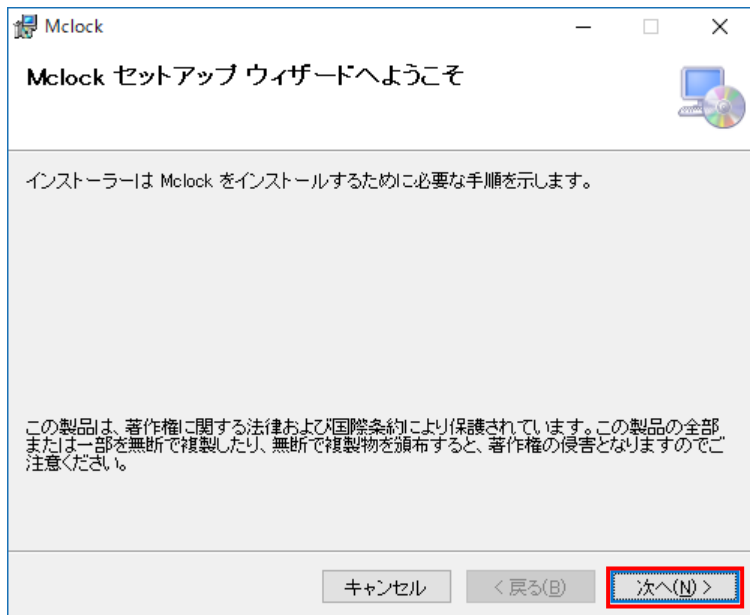 Mclock
Mclock セットアップ ウィザードへようこそ
インストーラーは Mclock をインストールするために必要な手順を示します。
この製品は、著作権に関する法律および国際条約により保護されています。この製品の全部
または一部を無断で複製したり、無断で複製物を頒布すると、著作権の侵害となりますのでご
注意ください。
キャンセル
< 戻る(B)
次へ(N) >